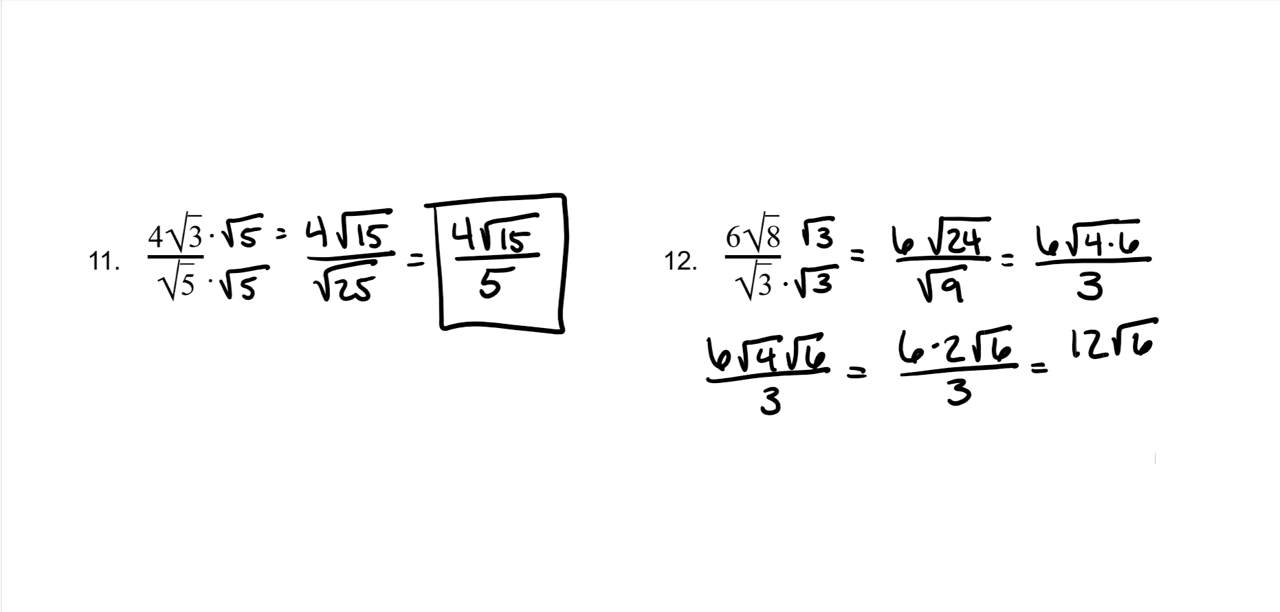 11. 4√3/√5 · √5/√5 = 4√15/√25 = 4√15/5
12. 6√8/√3 · √3/√3 = 6√24/√9 = 6√4·6/3
6√4√6/3 = 6·2√6/3 = 12√6